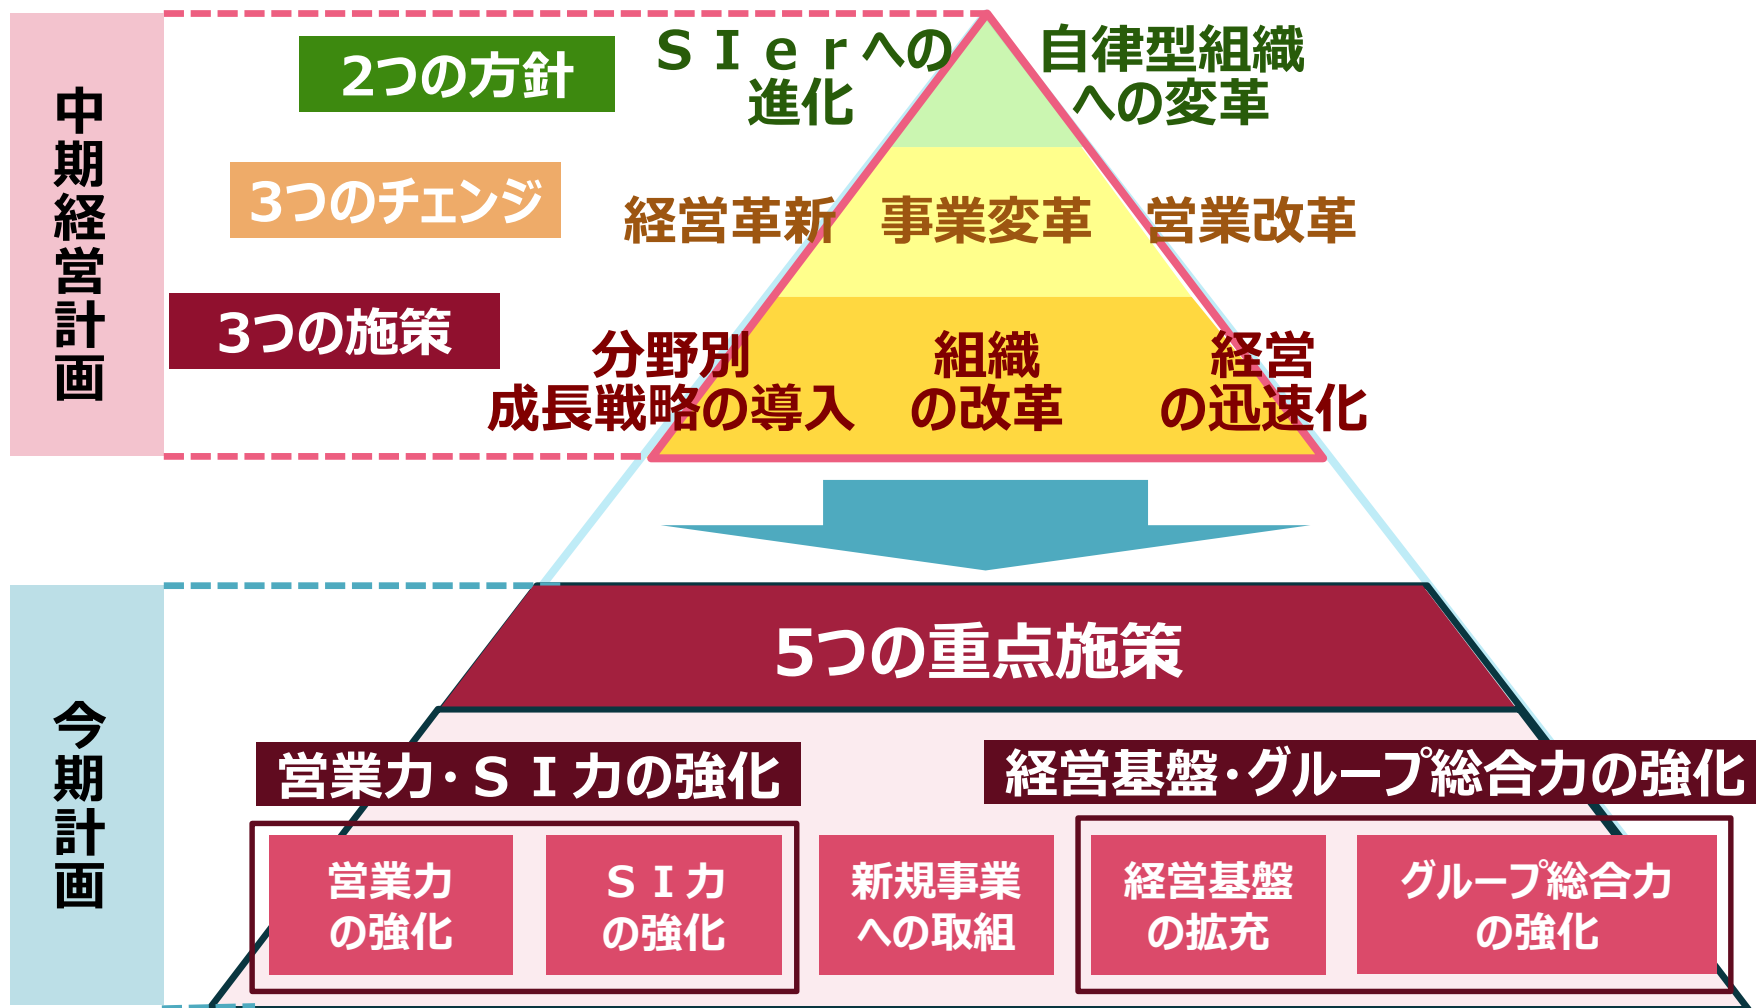 中期経営計画
2つの方針
ＳＩｅｒへの
進化
自律型組織
への変革
3つのチェンジ
経営革新
事業変革
営業改革
3つの施策
分野別
成長戦略の導入
組織
の改革
経営
の迅速化
今期計画
5つの重点施策
営業力・ＳＩ力の強化
経営基盤・グループ総合力の強化
営業力
の強化
ＳＩ力
の強化
新規事業
への取組
経営基盤
の拡充
グループ総合力
の強化